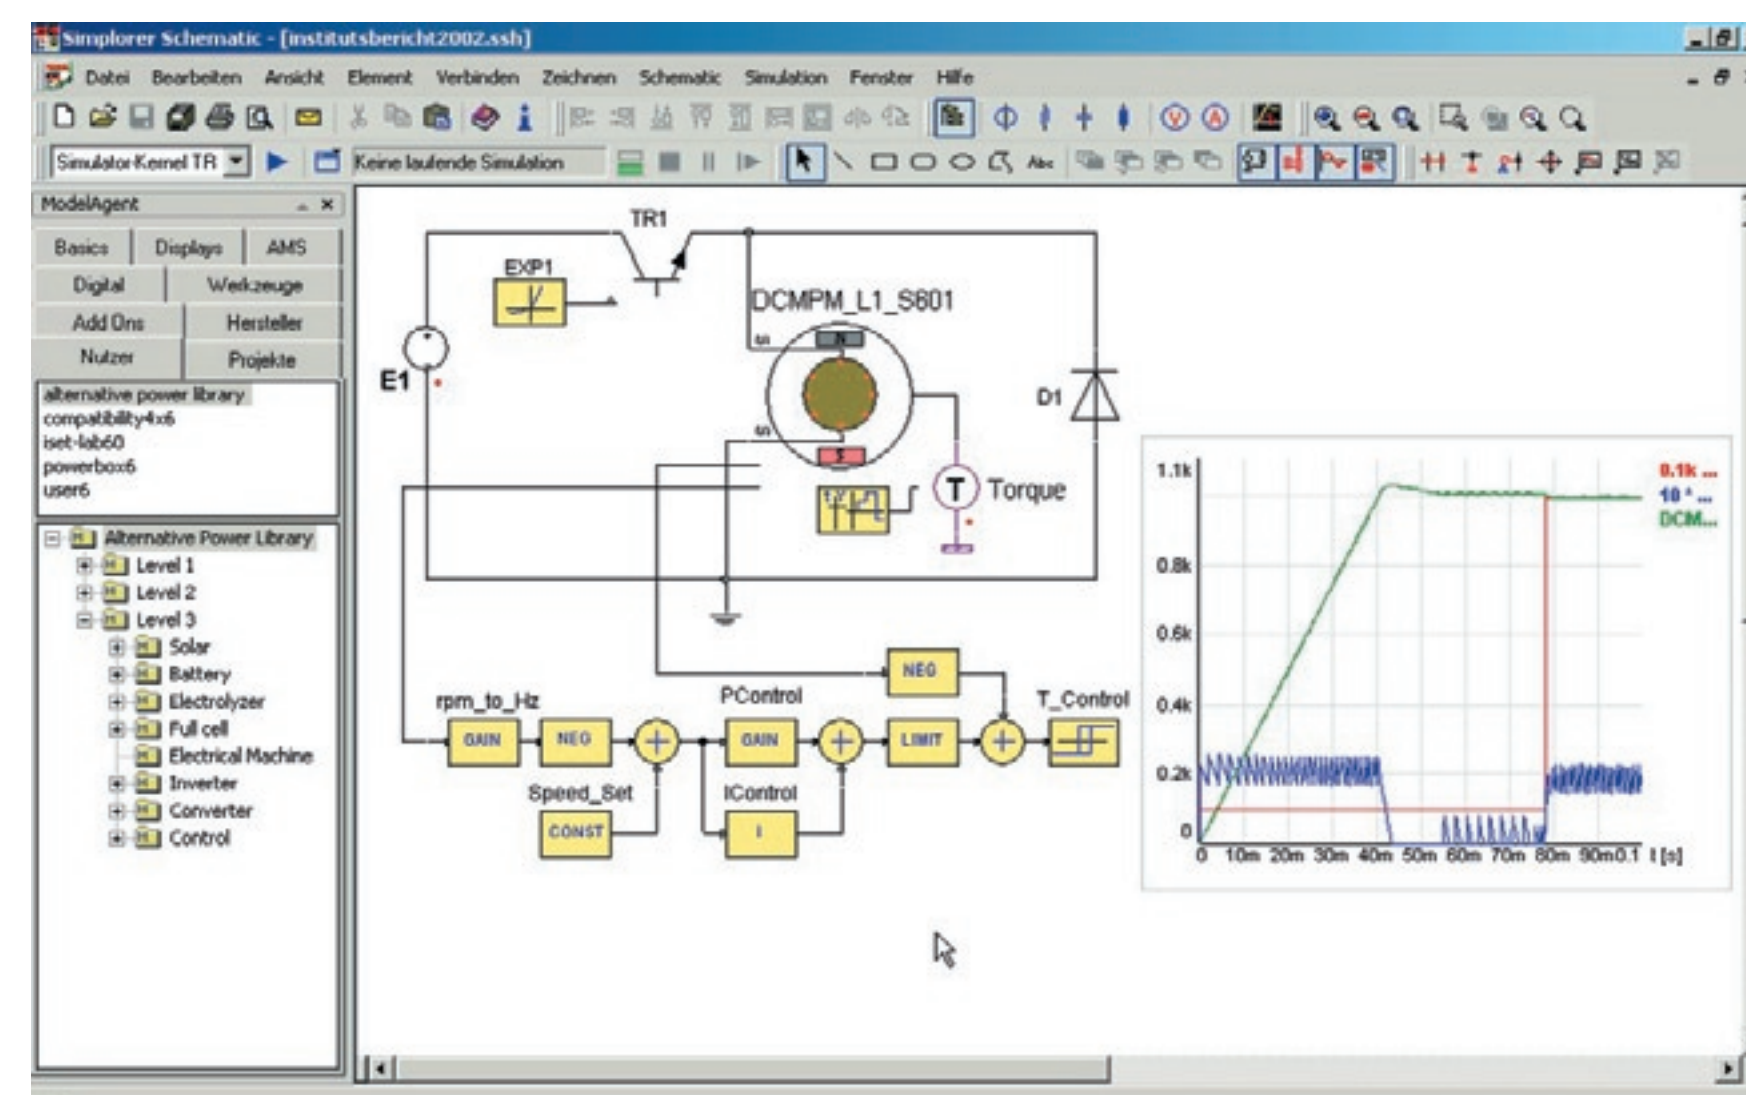 Simplorer Schematic - [institutsbericht2002.ssh]
Datei Bearbeiten Ansicht Element Verbinden Zeichnen Schematic Simulation Fenster Hilfe
Simulator-Kernel TR
Keine laufende Simulation
Abc
ModelAgent
Basics Displays AMS
Digital Werkzeuge
Add Ons Hersteller
Nutzer Projekte
alternative power library
compatibility4x6
iset-lab60
powerbox6
user6
Alternative Power Library
Level 1
Level 2
Level 3
Solar
Battery
Electrolyzer
Full cell
Electrical Machine
Inverter
Converter
Control
TR1
EXP1
DCMPM_L1_S601
N
E1
D1
S
T Torque
NEG
rpm_to_Hz PControl T_Control
GAIN NEG GAIN LIMIT
Speed_Set IControl
CONST I
1.1k
0.8k
0.6k
0.4k
0.2k
0
0 10m 20m 30m 40m 50m 60m 70m 80m 90m 0.1 t [s]
0.1k ...
10 * ...
DCM...